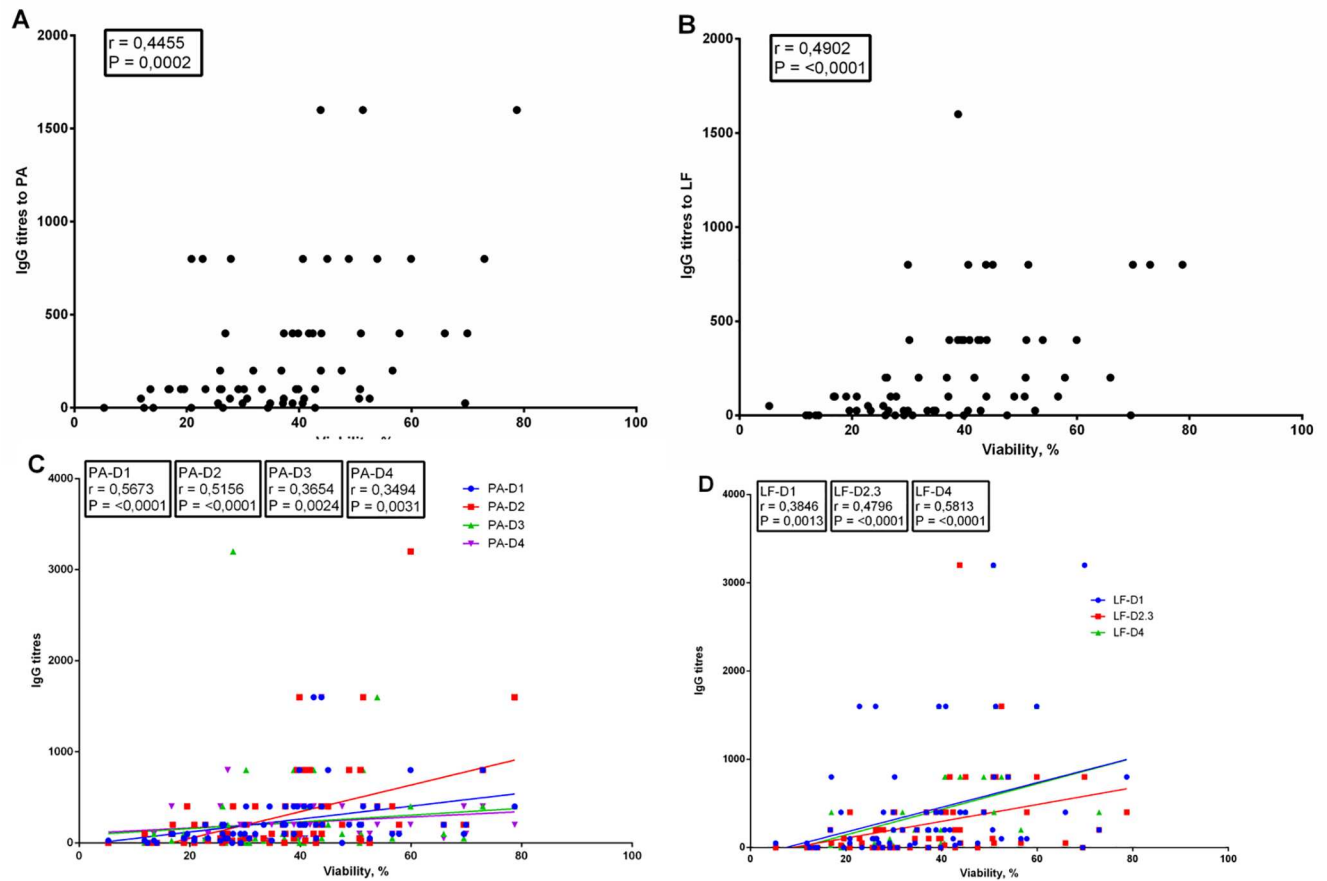 A
r = 0,4455
P = 0,0002
IgG titres to PA
2000
1500
1000
500
0
0 20 40 60 80 100
Viability, %
B
r = 0,4902
P = <0,0001
IgG titres to LF
2000
1500
1000
500
0
0 20 40 60 80 100
Viability, %
C
PA-D1
r = 0,5673
P = <0,0001
PA-D2
r = 0,5156
P = <0,0001
PA-D3
r = 0,3654
P = 0,0024
PA-D4
r = 0,3494
P = 0,0031
PA-D1
PA-D2
PA-D3
PA-D4
IgG titres
4000
3000
2000
1000
0
0 20 40 60 80 100
Viability, %
D
LF-D1
r = 0,3846
P = 0,0013
LF-D2.3
r = 0,4796
P = <0,0001
LF-D4
r = 0,5813
P = <0,0001
LF-D1
LF-D2.3
LF-D4
IgG titres
4000
3000
2000
1000
0
0 20 40 60 80 100
Viability, %